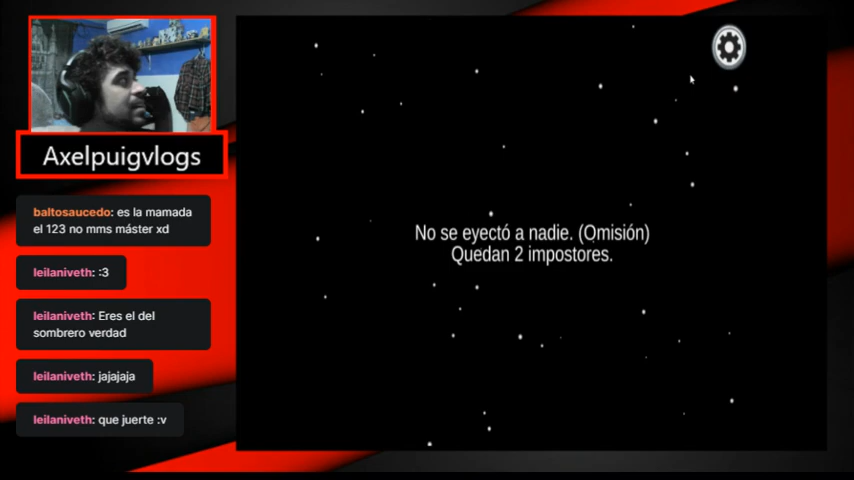 Axelpuigvlogs
baltosaucedo: es la mamada
el 123 no mms máster xd
leilaniveth: :3
leilaniveth: Eres el del
sombrero verdad
leilaniveth: jajajaja
leilaniveth: que juerte :v
No se eyectó a nadie. (Omisión)
Quedan 2 impostores.